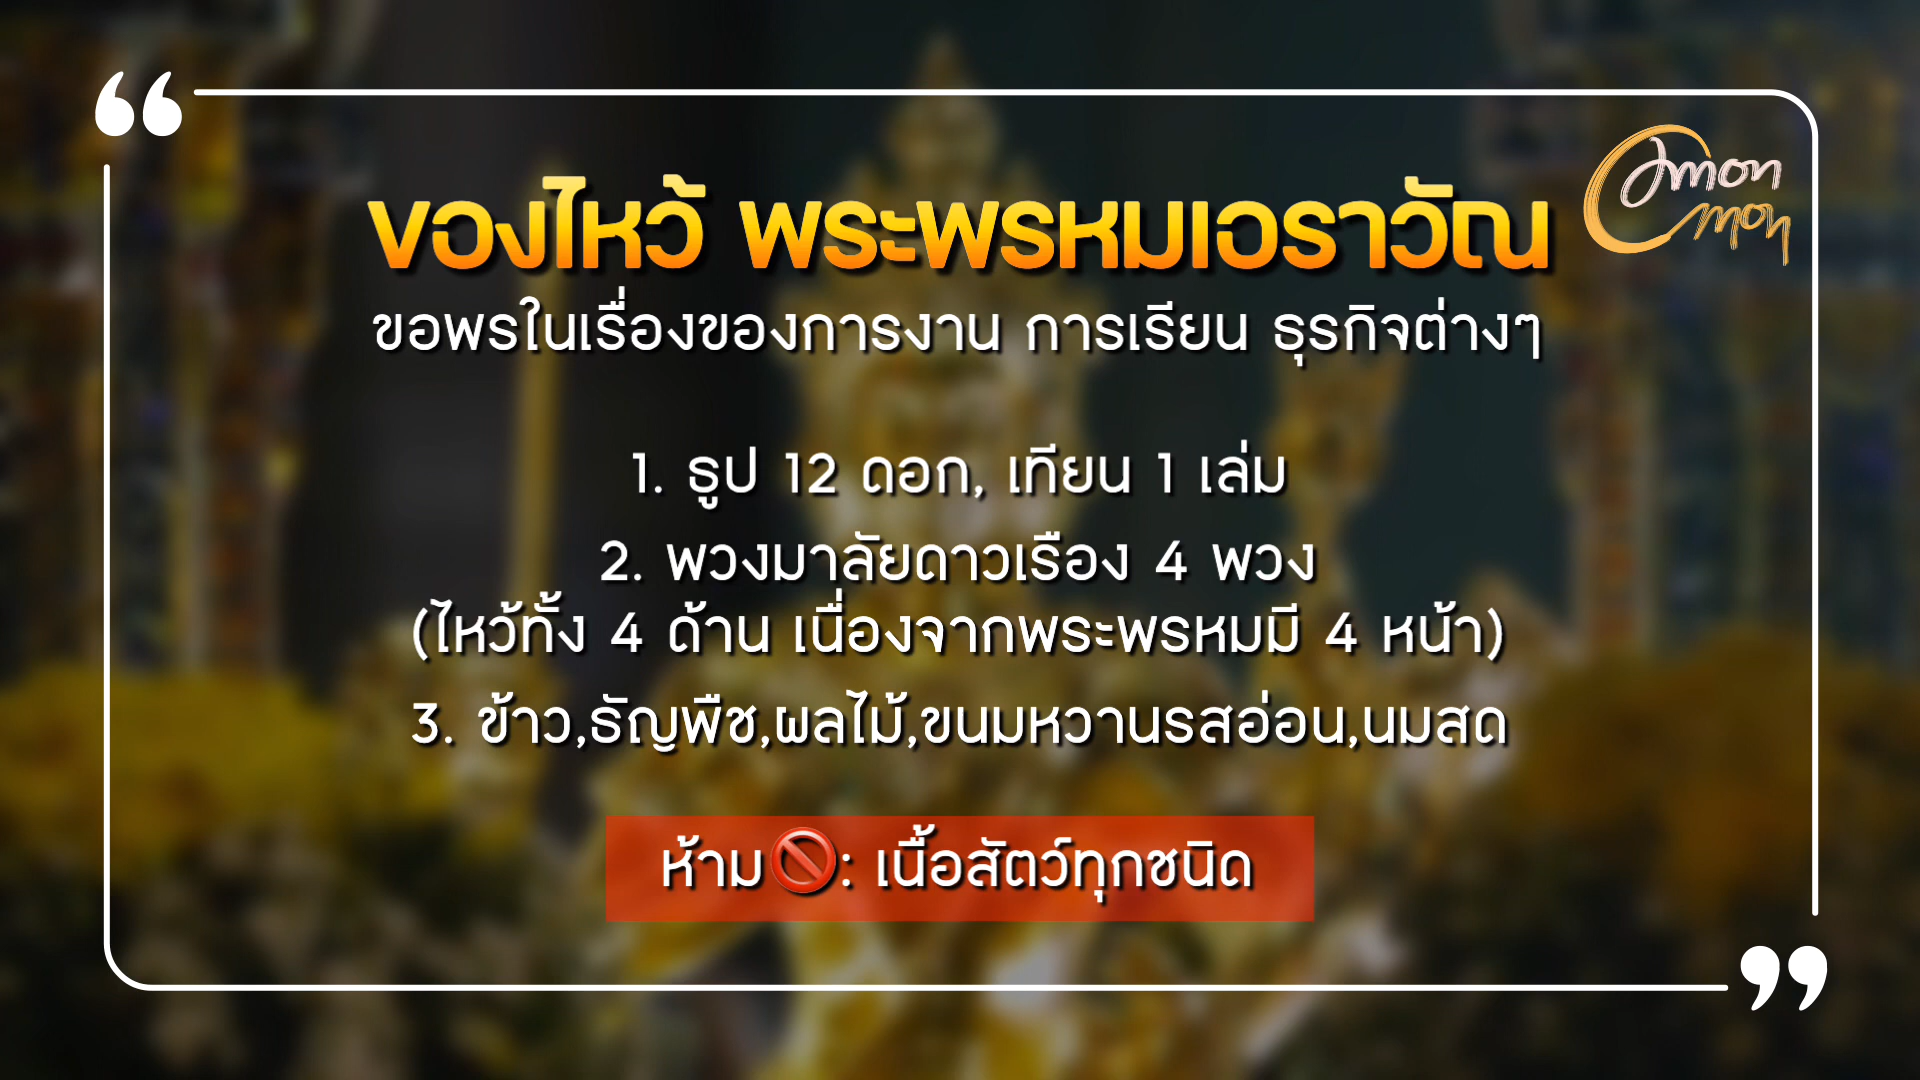 ของไหว้ พระพรหมเอราวัณ
Amon
mon
ขอพรในเรื่องของการงาน การเรียน ธุรกิจต่างๆ
1. ธูป 12 ดอก, เทียน 1 เล่ม
2. พวงมาลัยดาวเรือง 4 พวง
(ไหว้ทั้ง 4 ด้าน เนื่องจากพระพรหมมี 4 หน้า)
3. ข้าว,ธัญพืช,ผลไม้,ขนมหวานรสอ่อน,นมสด
ห้าม🚫: เนื้อสัตว์ทุกชนิด